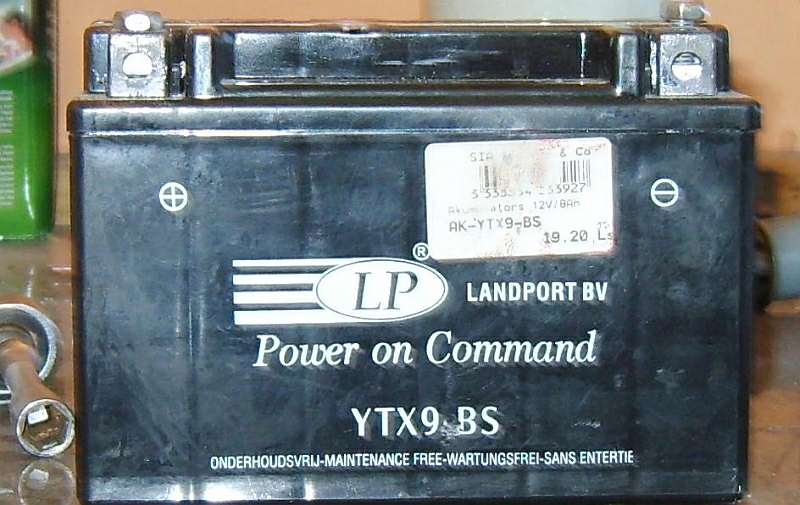 SIA & Co
Akumulators 12V/8Ah
AK-YTX9-BS
19.20 Ls
LP ®
LANDPORT BV
Power on Command
YTX9-BS
ONDERHOUDSVRIJ-MAINTENANCE FREE-WARTUNGSFREI-SANS ENTERTIE